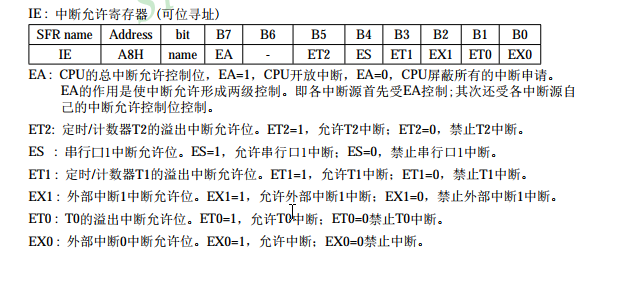 IE: 中断允许寄存器 (可位寻址)
SFR name Address bit B7 B6 B5 B4 B3 B2 B1 B0
IE A8H name EA - ET2 ES ET1 EX1 ET0 EX0
EA: CPU的总中断允许控制位，EA=1，CPU开放中断，EA=0，CPU屏蔽所有的中断申请。
EA的作用是使中断允许形成两级控制。即各中断源首先受EA控制;其次还受各中断源自
己的中断允许控制位控制。
ET2: 定时/计数器T2的溢出中断允许位。ET2=1，允许T2中断；ET2=0，禁止T2中断。
ES : 串行口1中断允许位。ES=1，允许串行口1中断；ES=0，禁止串行口1中断。
ET1: 定时/计数器T1的溢出中断允许位。ET1=1，允许T1中断；ET1=0，禁止T1中断。
EX1: 外部中断1中断允许位。EX1=1，允许外部中断1中断；EX1=0，禁止外部中断1中断。
ET0: T0的溢出中断允许位。ET0=1，允许T0中断；ET0=0禁止T0中断。
EX0: 外部中断0中断允许位。EX0=1，允许中断；EX0=0禁止中断。